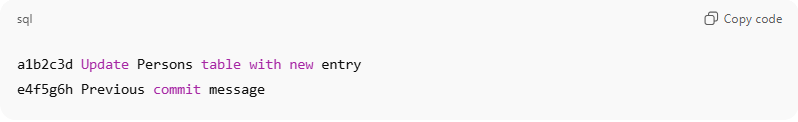 sql Copy code
a1b2c3d Update Persons table with new entry
e4f5g6h Previous commit message